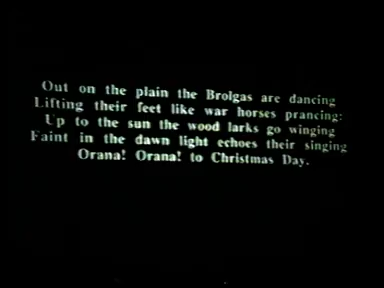 Out on the plain the Brolgas are dancing
Lifting their feet like war horses prancing:
Up to the sun the wood larks go winging
Faint in the dawn light echoes their singing
Orana! Orana! to Christmas Day.